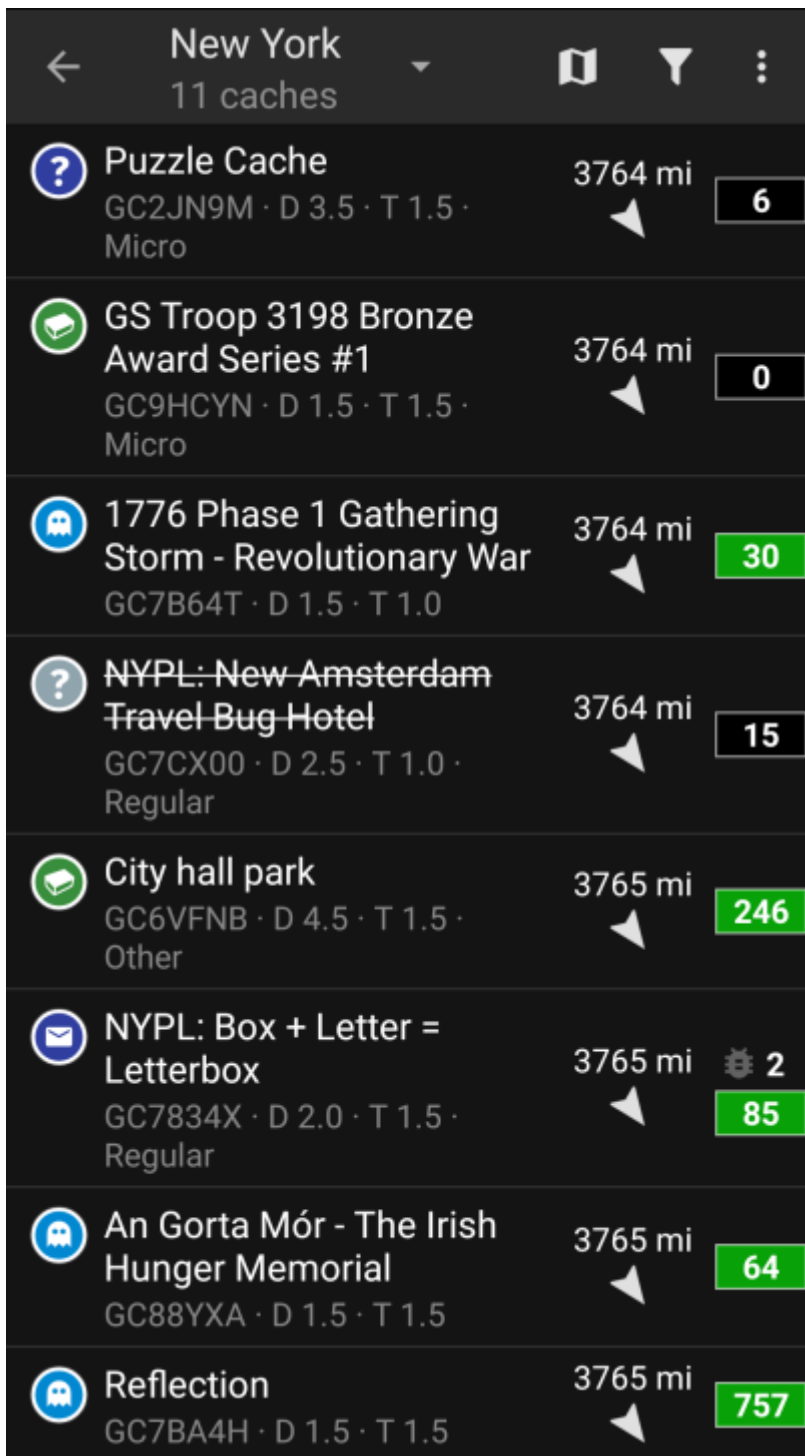 New York
11 caches
Puzzle Cache
3764 mi
6
GC2JN9M · D 3.5 · T 1.5 ·
Micro
GS Troop 3198 Bronze
Award Series #1
3764 mi
0
GC9HCYN · D 1.5 · T 1.5 ·
Micro
1776 Phase 1 Gathering
Storm - Revolutionary War
3764 mi
30
GC7B64T · D 1.5 · T 1.0
NYPL: New Amsterdam
Travel Bug Hotel
3764 mi
15
GC7CX00 · D 2.5 · T 1.0 ·
Regular
City hall park
3765 mi
246
GC6VFNB · D 4.5 · T 1.5 ·
Other
NYPL: Box + Letter =
Letterbox
3765 mi
2
85
GC7834X · D 2.0 · T 1.5 ·
Regular
An Gorta Mór - The Irish
Hunger Memorial
3765 mi
64
GC88YXA · D 1.5 · T 1.5
Reflection
3765 mi
757
GC7BA4H · D 1.5 · T 1.5